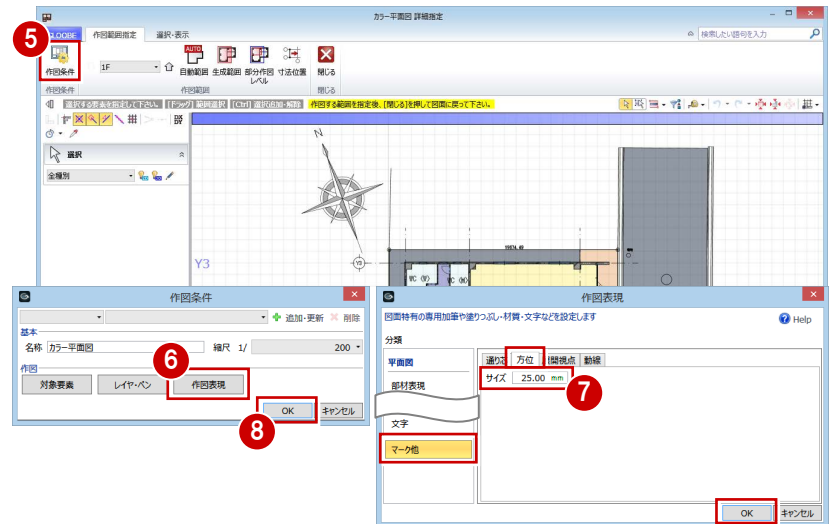 カラー平面図 詳細指定
5
GLOOBE 作図範囲指定 選択・表示 検索したい語句を入力
作図条件 1F AUTO 自動範囲 生成範囲 部分作図レベル 寸法位置 閉じる
作図条件 作図範囲 閉じる
選択する要素を指定して下さい。 [ドラッグ] 範囲選択 [Ctrl] 選択追加・解除 作図する範囲を指定後、[閉じる]を押して図面に戻って下さい。
選択
全種別
N
Y3
Y3
WC (W) WC (M)
作図条件
追加・更新 削除
基本
名称 カラー平面図 縮尺 1/ 200
6
作図
対象要素 レイヤ・ペン 作図表現
OK キャンセル
8
作図表現
図面特有の専用加筆や塗りつぶし・材質・文字などを設定します Help
分類
平面図 通り芯 方位 展開視点 動線
サイズ 25.00 mm
7
部材表現
文字
マーク他
OK キャンセル